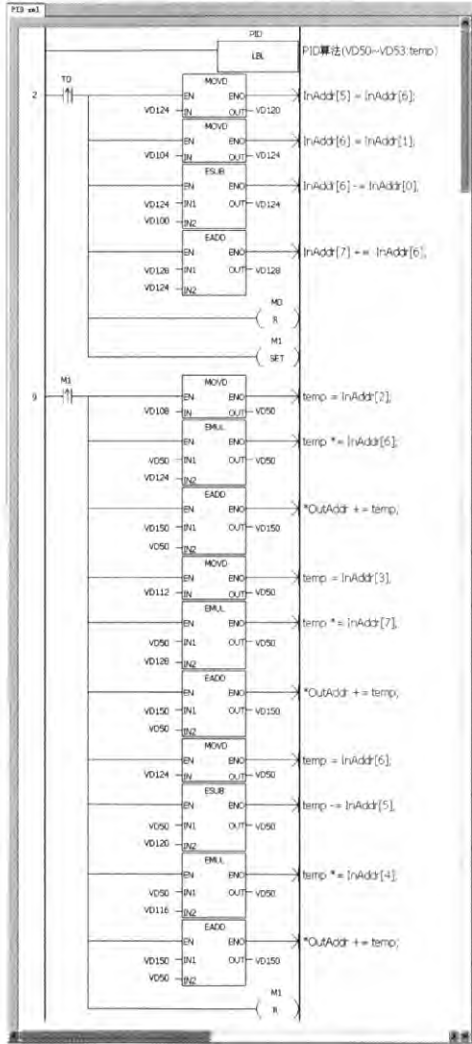 PID.sml
PID
LBL
PID算法(VD50~VD53:temp)
2
T0
MOVD
EN ENO
InAddr[5] = InAddr[6];
VD124 IN OUT VD120
MOVD
EN ENO
InAddr[6] = InAddr[1];
VD104 IN OUT VD124
ESUB
EN ENO
InAddr[6] -= InAddr[0];
VD124 IN1 OUT VD124
VD100 IN2
EADD
EN ENO
InAddr[7] += InAddr[6];
VD128 IN1 OUT VD128
VD124 IN2
M0
R
M1
SET
9
M1
MOVD
EN ENO
temp = InAddr[2];
VD108 IN OUT VD50
EMUL
EN ENO
temp *= InAddr[6];
VD50 IN1 OUT VD50
VD124 IN2
EADD
EN ENO
*OutAddr += temp;
VD150 IN1 OUT VD150
VD50 IN2
MOVD
EN ENO
temp = InAddr[3];
VD112 IN OUT VD50
EMUL
EN ENO
temp *= InAddr[7];
VD50 IN1 OUT VD50
VD128 IN2
EADD
EN ENO
*OutAddr += temp;
VD150 IN1 OUT VD150
VD50 IN2
MOVD
EN ENO
temp = InAddr[6];
VD124 IN OUT VD50
ESUB
EN ENO
temp -= InAddr[5];
VD50 IN1 OUT VD50
VD120 IN2
EMUL
EN ENO
temp *= InAddr[4];
VD50 IN1 OUT VD50
VD116 IN2
EADD
EN ENO
*OutAddr += temp;
VD150 IN1 OUT VD150
VD50 IN2
M1
R